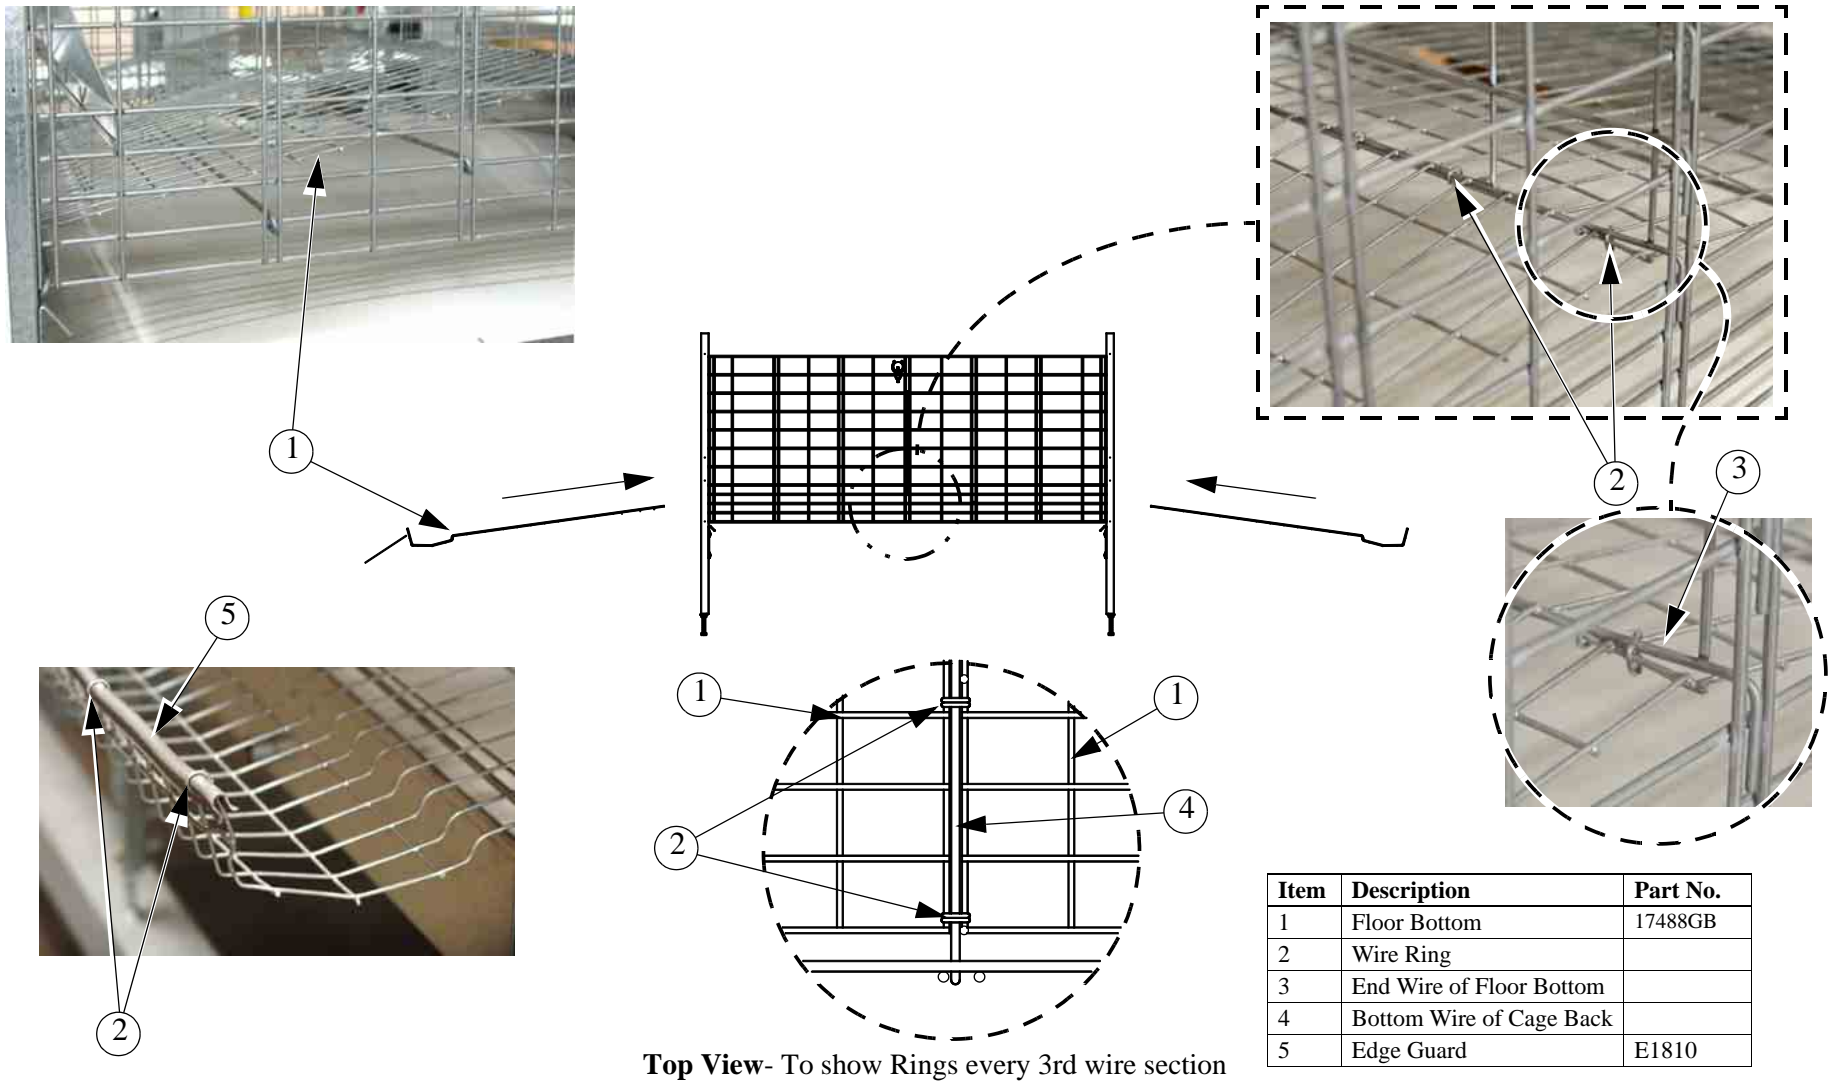 1
2
3
5
1
1
4
2
2
Item Description Part No.
1 Floor Bottom 17488GB
2 Wire Ring
3 End Wire of Floor Bottom
4 Bottom Wire of Cage Back
5 Edge Guard E1810
Top View- To show Rings every 3rd wire section